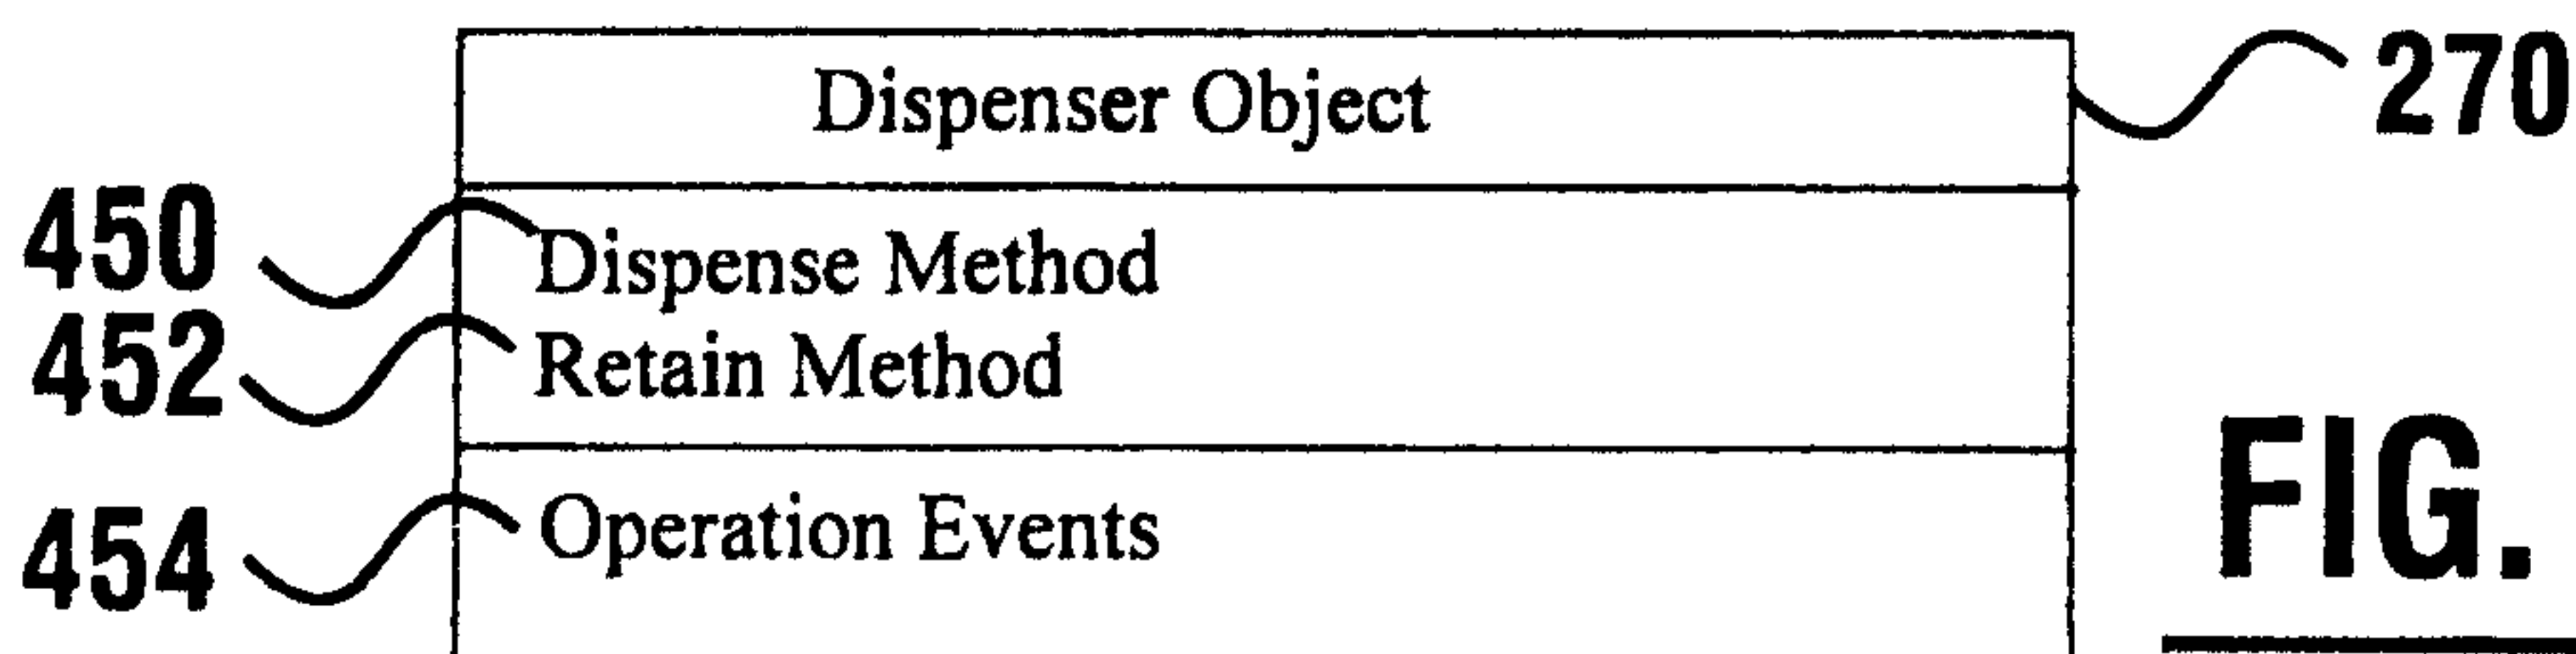 Dispenser Object 270
450 Dispense Method
452 Retain Method
454 Operation Events
FIG.